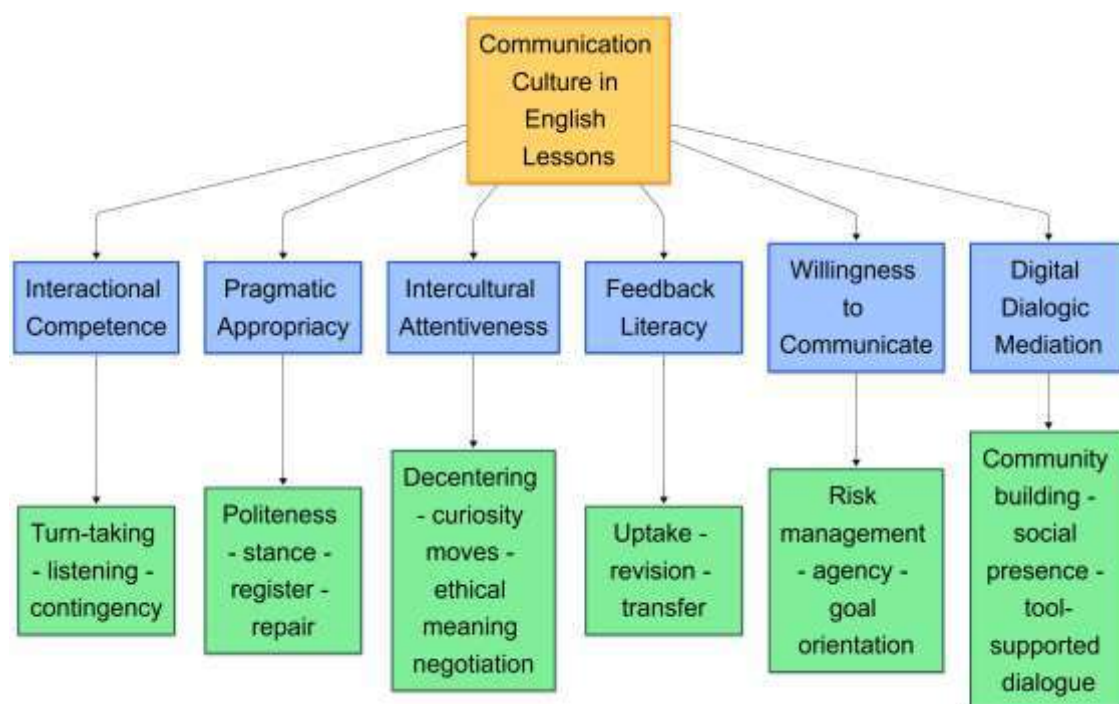 Communication
Culture in
English
Lessons
Interactional
Competence
Pragmatic
Appropriacy
Intercultural
Attentiveness
Feedback
Literacy
Willingness
to
Communicate
Digital
Dialogic
Mediation
Turn-taking
- listening -
contingency
Politeness
- stance -
register -
repair
Decentering
- curiosity
moves -
ethical
meaning
negotiation
Uptake -
revision -
transfer
Risk
management
- agency -
goal
orientation
Community
building -
social
presence -
tool-
supported
dialogue